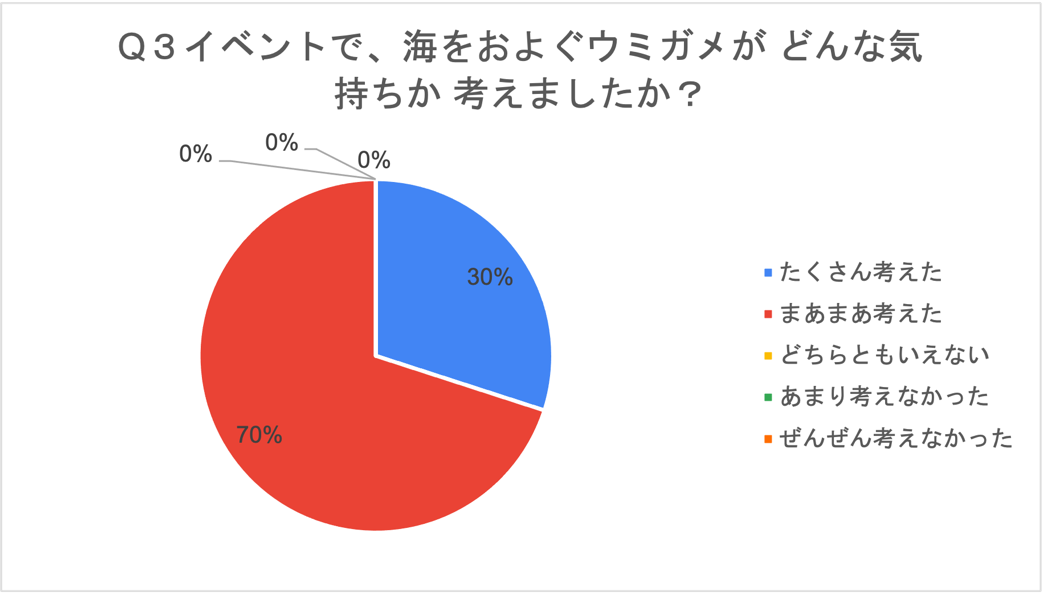 Ｑ３イベントで、海をおよぐウミガメが どんな気
持ちか 考えましたか？
0%
0%
0%
30%
70%
たくさん考えた
まあまあ考えた
どちらともいえない
あまり考えなかった
ぜんぜん考えなかった